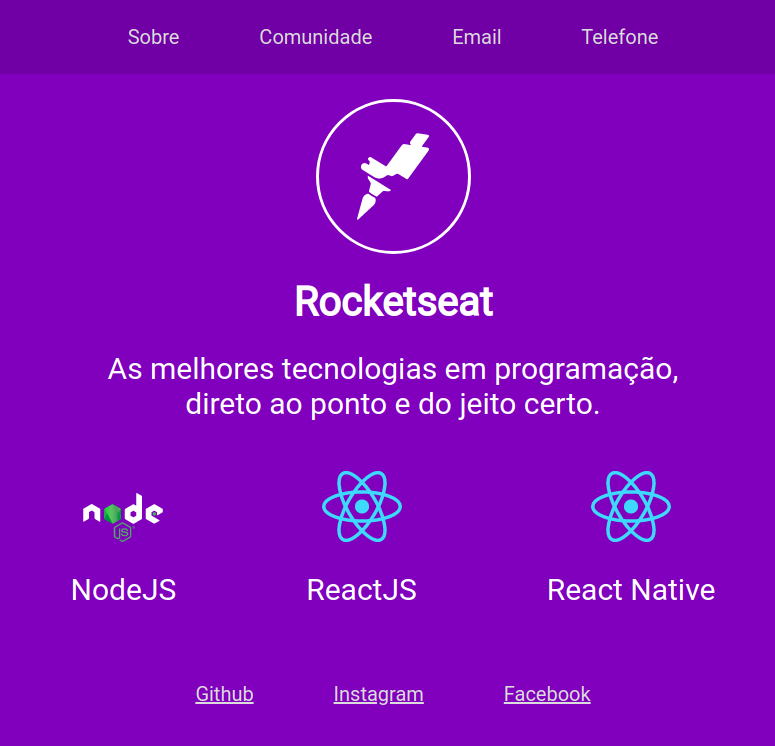 Sobre Comunidade Email Telefone
Rocketseat
As melhores tecnologias em programação,
direto ao ponto e do jeito certo.
node
JS
NodeJS ReactJS React Native
Github Instagram Facebook